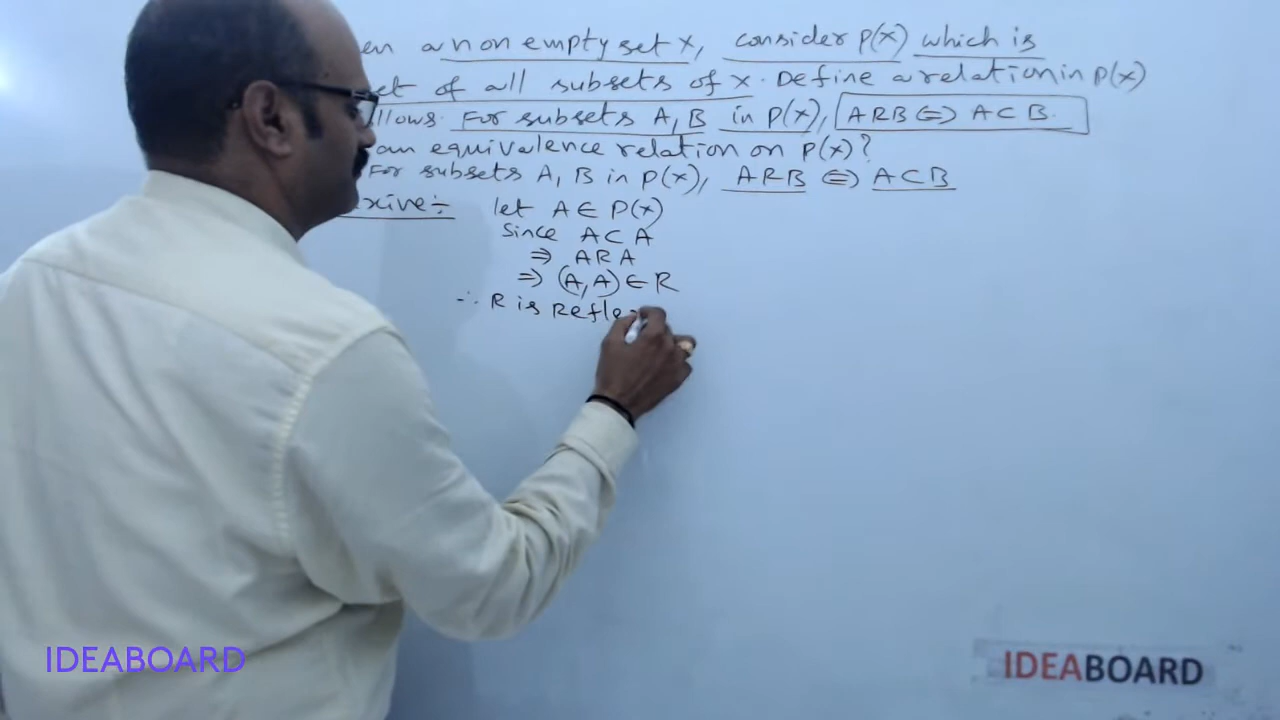 en a non empty set X, consider P(X) which is
et of all subsets of X. Define a relation in P(X)
llows. For subsets A, B in P(X), ARB ⇔ A⊂B.
an equivalence relation on P(X)?
For subsets A, B in P(X), ARB ⇔ A⊂B
exive:- let A ∈ P(X)
Since A⊂A
⇒ ARA
⇒ (A,A) ∈ R
∴ R is Refle
IDEABOARD
IDEABOARD